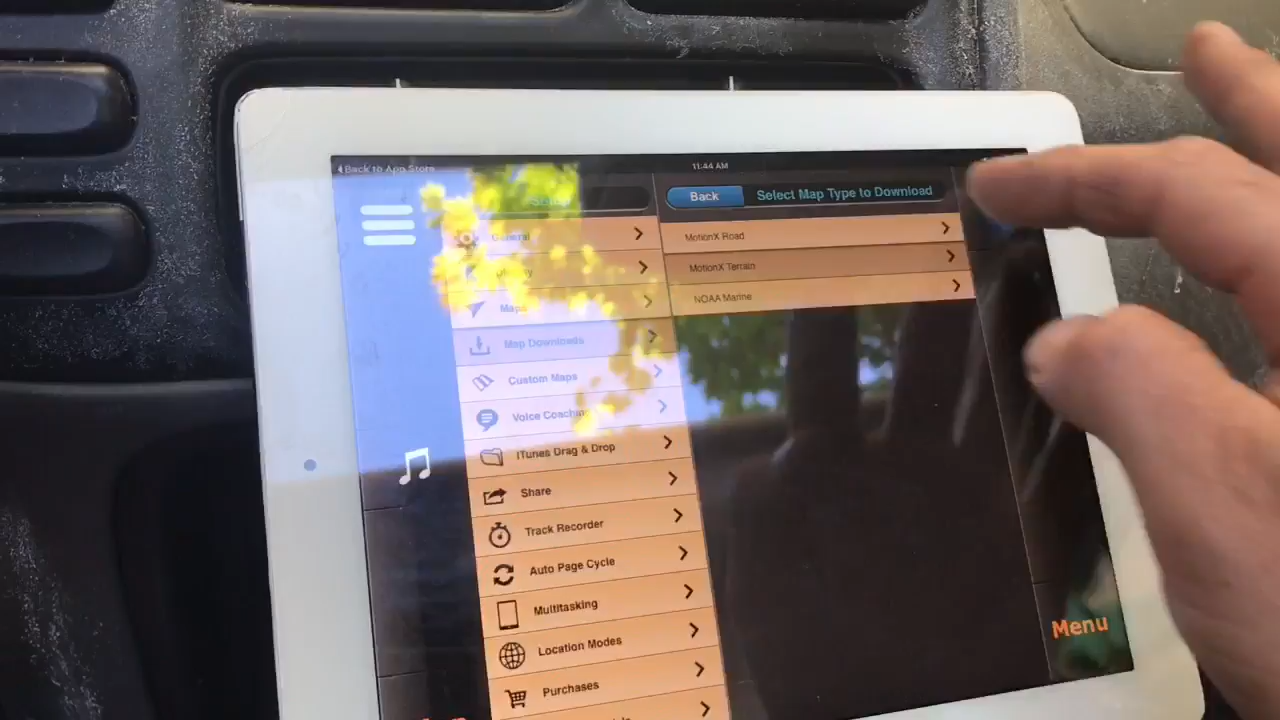 Back to App Store
11:44 AM
Setup
Back
Select Map Type to Download
General
MotionX Road
MotionX Terrain
Maps
NOAA Marine
Map Downloads
Custom Maps
Voice Coaching
iTunes Drag & Drop
Share
Track Recorder
Auto Page Cycle
Multitasking
Location Modes
Purchases
Menu